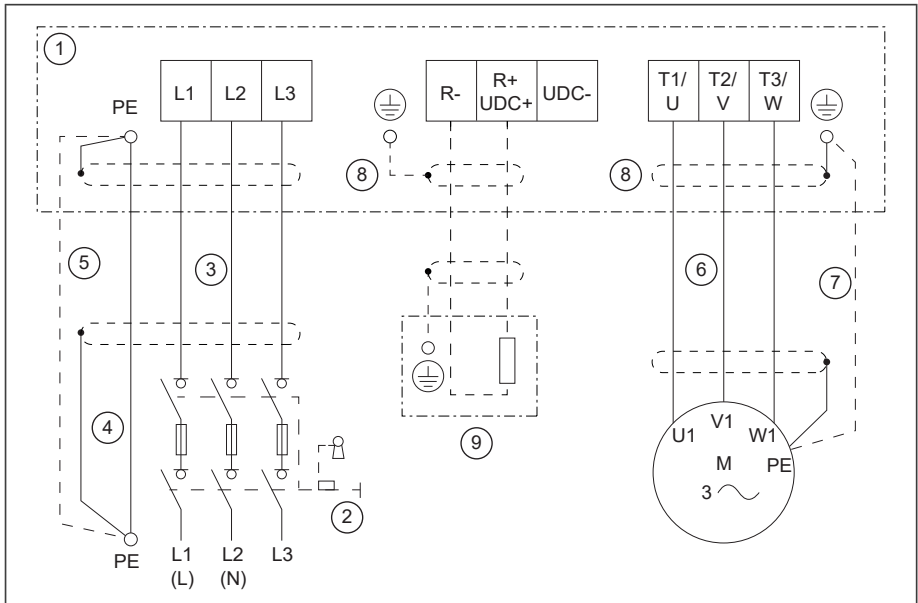 1
PE
L1 L2 L3
R- R+ UDC+ UDC-
T1/ U T2/ V T3/ W
8
8
5
3
6
7
4
9
U1 V1 W1
M PE
3
2
PE
L1 (L) L2 (N) L3